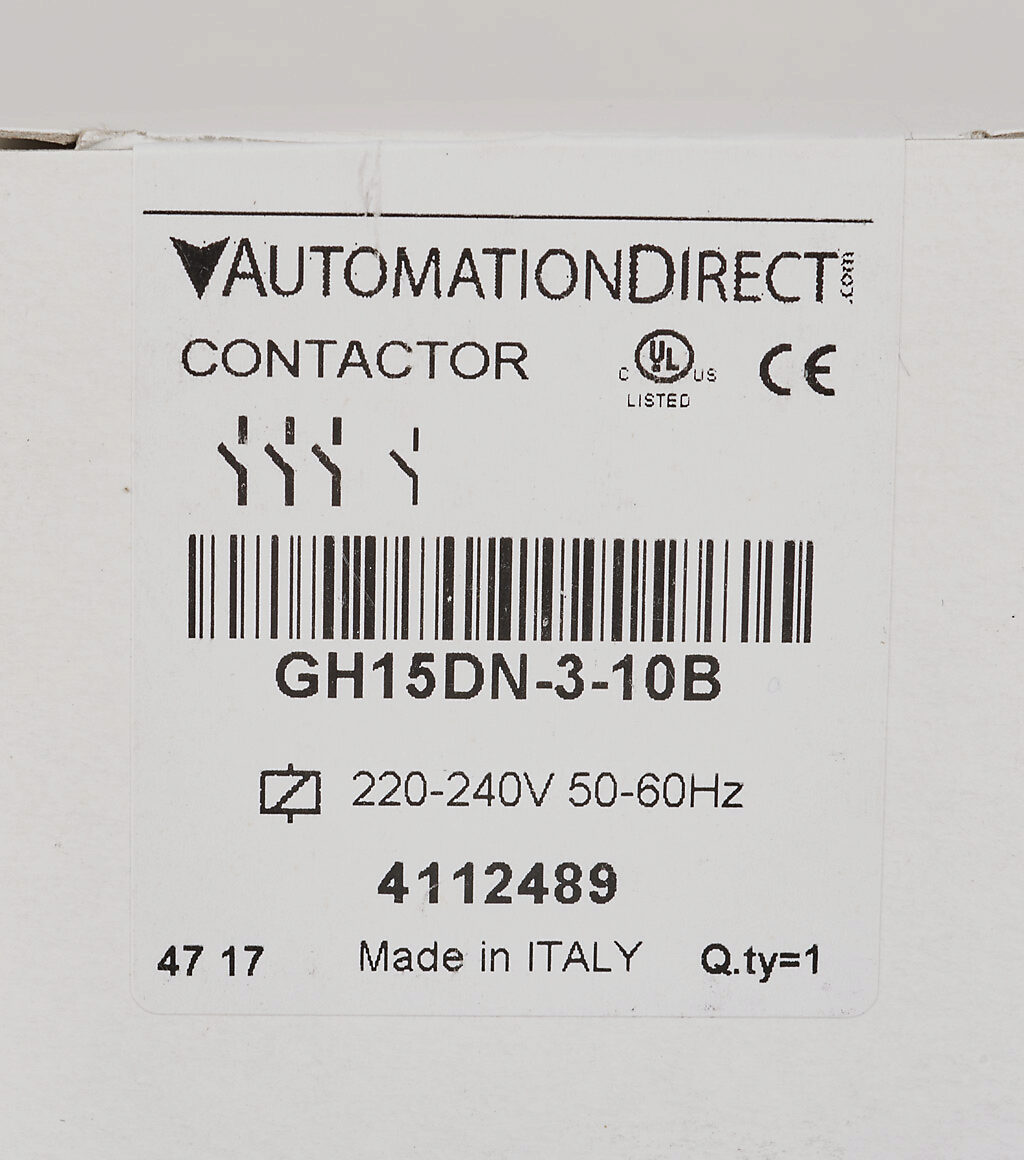 AUTOMATIONDIRECT.com
CONTACTOR
C UL US
LISTED
CE
GH15DN-3-10B
220-240V 50-60Hz
4112489
47 17 Made in ITALY Q.ty=1